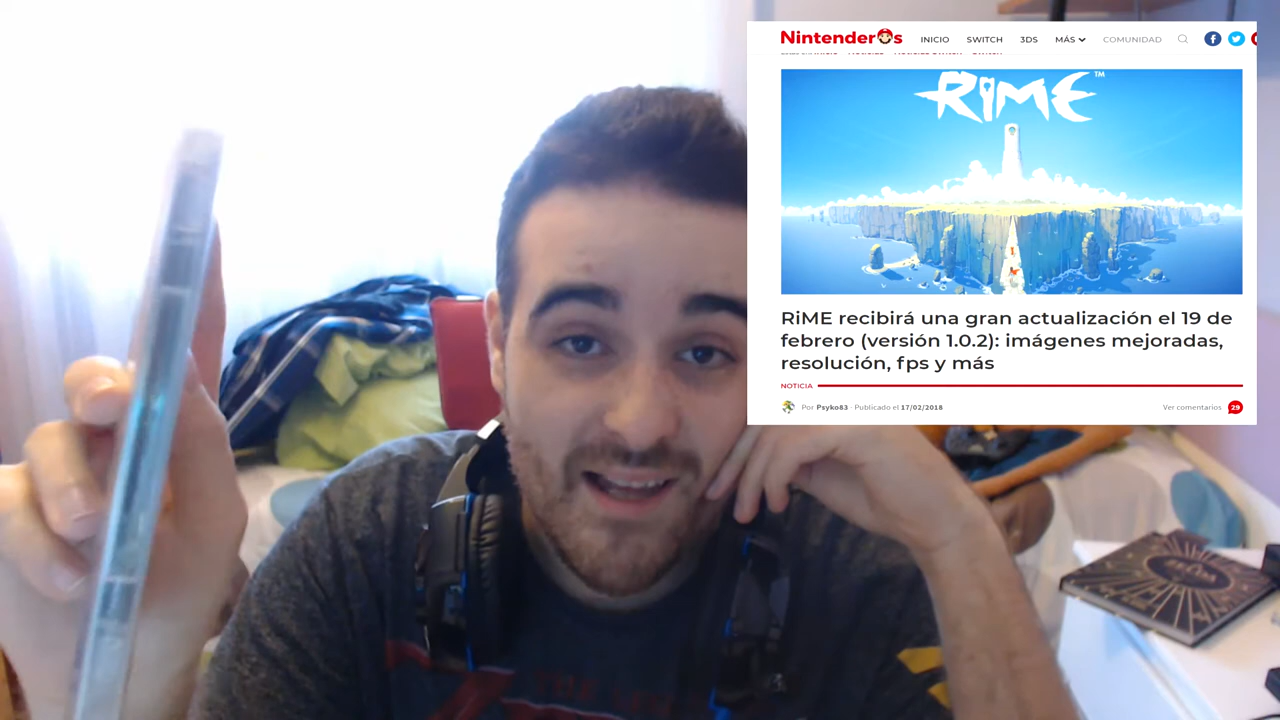 NintenderOs
INICIO
SWITCH
3DS
MÁS
COMUNIDAD
RiME™
RiME recibirá una gran actualización el 19 de
febrero (versión 1.0.2): imágenes mejoradas,
resolución, fps y más
NOTICIA
Por Psyko83 · Publicado el 17/02/2018
Ver comentarios 29